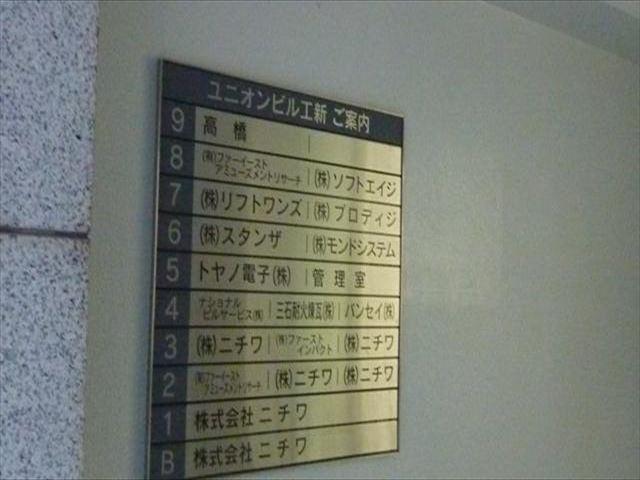 ユニオンビル工新 ご案内
9 高橋
8 (有)ファーイースト アミューズメントリサーチ (株)ソフトエイジ
7 (株)リフトワンズ (株)プロディジ
6 (株)スタンザ (株)モンドシステム
5 トヤノ電子(株) 管理室
4 ナショナル ビルサービス(株) 三石耐火煉瓦(株) バンセイ(株)
3 (株)ニチワ (株)ファースト インパクト (株)ニチワ
2 (有)ファーイースト アミューズメントリサーチ (株)ニチワ (株)ニチワ
1 株式会社ニチワ
B 株式会社ニチワ